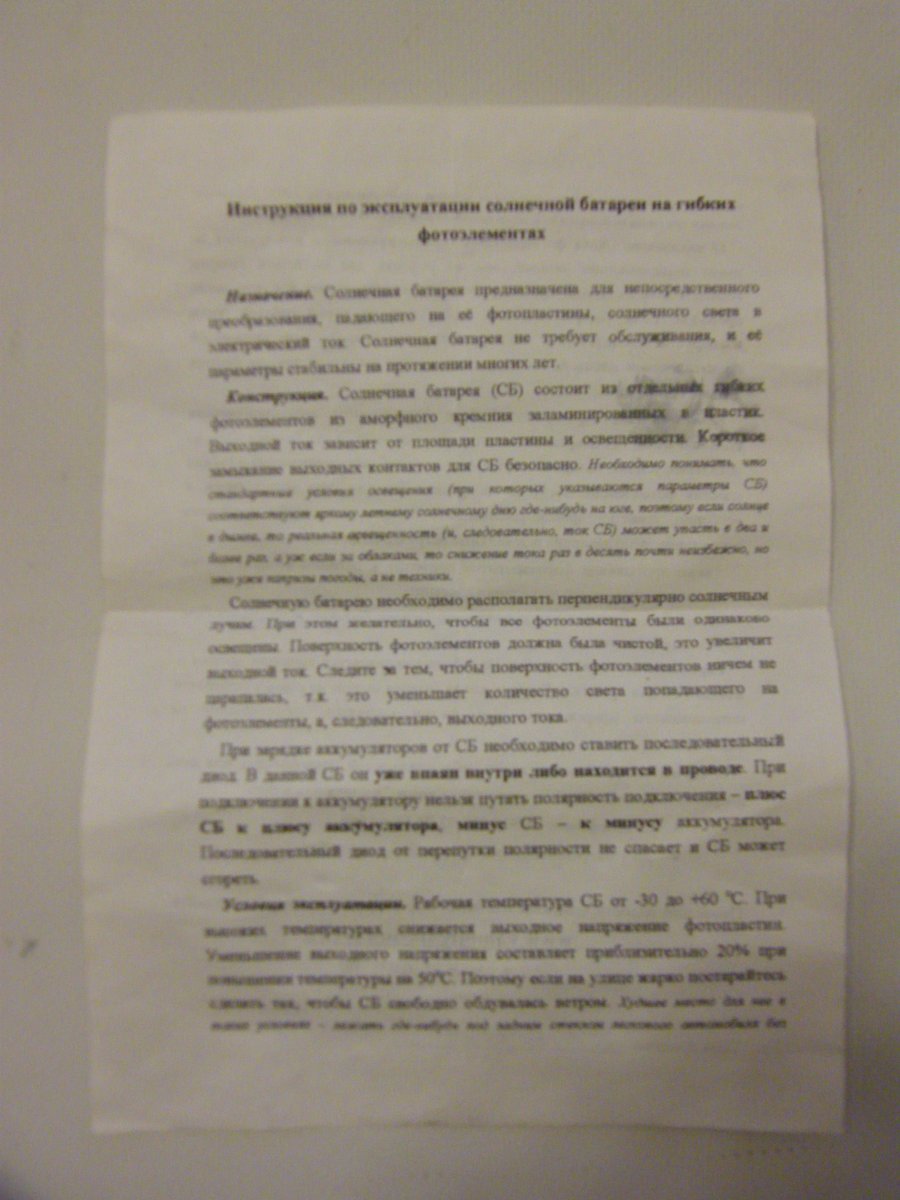 Инструкция по эксплуатации солнечной батареи на гибких
фотоэлементах
Назначение. Солнечная батарея предназначена для непосредственного
преобразования, падающего на её фотопластины, солнечного света в
электрический ток Солнечная батарея не требует обслуживания, и её
параметры стабильны на протяжении многих лет.
Конструкция. Солнечная батарея (СБ) состоит из отдельных гибких
фотоэлементов из аморфного кремния заламинированных в пластик.
Выходной ток зависит от площади пластины и освещенности. Короткое
замыкание выходных контактов для СБ безопасно. Необходимо понимать, что
стандартные условия освещения (при которых указываются параметры СБ)
соответствуют яркому летнему солнечному дню где-нибудь на юге, поэтому если солнце
в дымке, то реальная освещенность (и, следовательно, ток СБ) может упасть в два и
более раз, а уже если за облаками, то снижение тока раз в десять почти неизбежно, но
это уже капризы погоды, а не техники.
Солнечную батарею необходимо располагать перпендикулярно солнечным
лучам. При этом желательно, чтобы все фотоэлементы были одинаково
освещены. Поверхность фотоэлементов должна была чистой, это увеличит
выходной ток. Следите за тем, чтобы поверхность фотоэлементов ничем не
царапалась, т.к. это уменьшает количество света попадающего на
фотоэлементы, а, следовательно, выходного тока.
При зарядке аккумуляторов от СБ необходимо ставить последовательный
диод. В данной СБ он уже впаян внутри либо находится в проводе. При
подключении к аккумулятору нельзя путать полярность подключения – плюс
СБ к плюсу аккумулятора, минус СБ – к минусу аккумулятора.
Последовательный диод от перепутки полярности не спасает и СБ может
сгореть.
Условия эксплуатации. Рабочая температура СБ от -30 до +60 °С. При
высоких температурах снижается выходное напряжение фотопластин.
Уменьшение выходного напряжения составляет приблизительно 20% при
повышении температуры на 50°С. Поэтому если на улице жарко постарайтесь
сделать так, чтобы СБ свободно обдувалась ветром. Худшее место для нее в
таких условиях – лежать где-нибудь под задним стеклом легкового автомобиля без